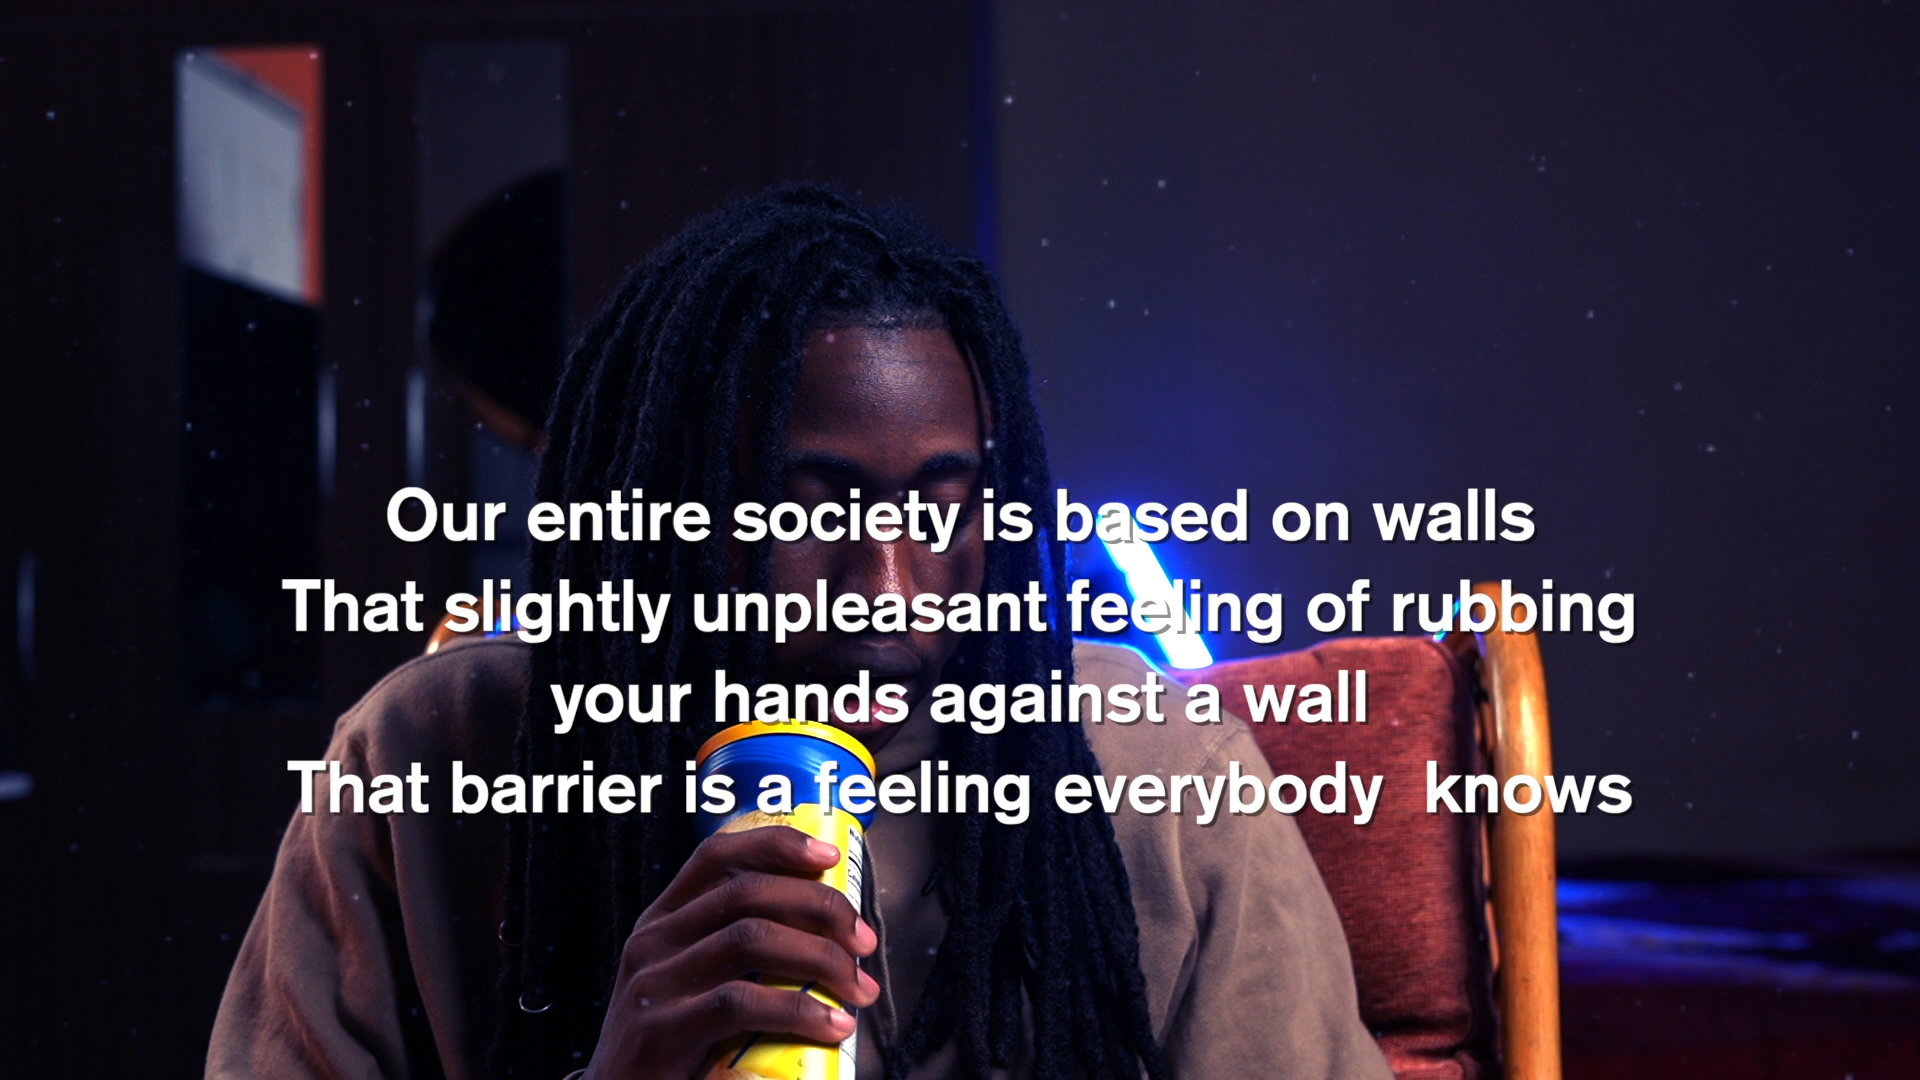 Our entire society is based on walls
That slightly unpleasant feeling of rubbing
your hands against a wall
That barrier is a feeling everybody  knows